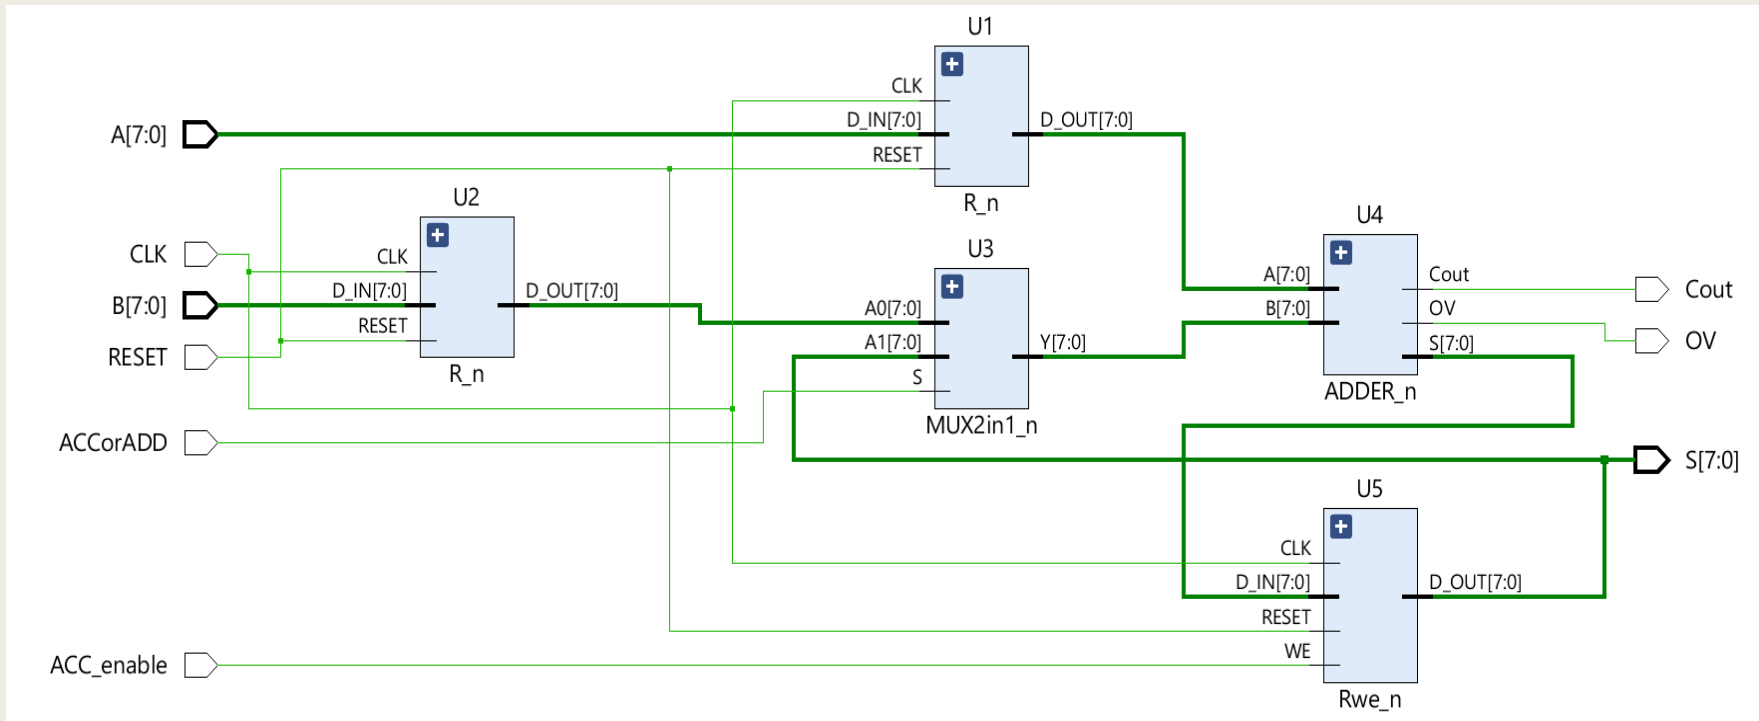 U1
CLK
A[7:0]
D_IN[7:0]
D_OUT[7:0]
RESET
R_n
U2
CLK
CLK
B[7:0]
D_IN[7:0]
D_OUT[7:0]
RESET
RESET
R_n
U3
A0[7:0]
A1[7:0]
Y[7:0]
S
MUX2in1_n
U4
A[7:0]
B[7:0]
Cout
OV
S[7:0]
ADDER_n
Cout
OV
ACCorADD
S[7:0]
U5
CLK
D_IN[7:0]
D_OUT[7:0]
RESET
WE
Rwe_n
ACC_enable